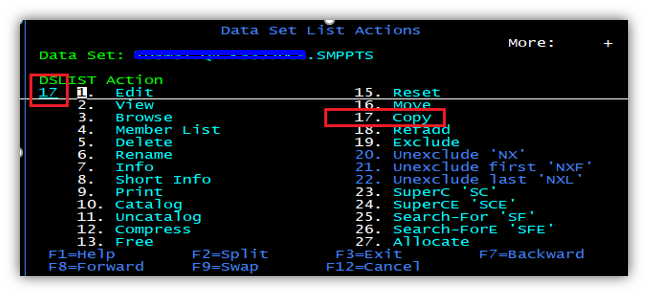 Data Set List Actions
More: +
Data Set: .SMPPTS
DSLIST Action
17 1. Edit 15. Reset
2. View 16. Move
3. Browse 17. Copy
4. Member List 18. Refadd
5. Delete 19. Exclude
6. Rename 20. Unexclude 'NX'
7. Info 21. Unexclude first 'NXF'
8. Short Info 22. Unexclude last 'NXL'
9. Print 23. SuperC 'SC'
10. Catalog 24. SuperCE 'SCE'
11. Uncatalog 25. Search-For 'SF'
12. Compress 26. Search-ForE 'SFE'
13. Free 27. Allocate
F1=Help F2=Split F3=Exit F7=Backward
F8=Forward F9=Swap F12=Cancel